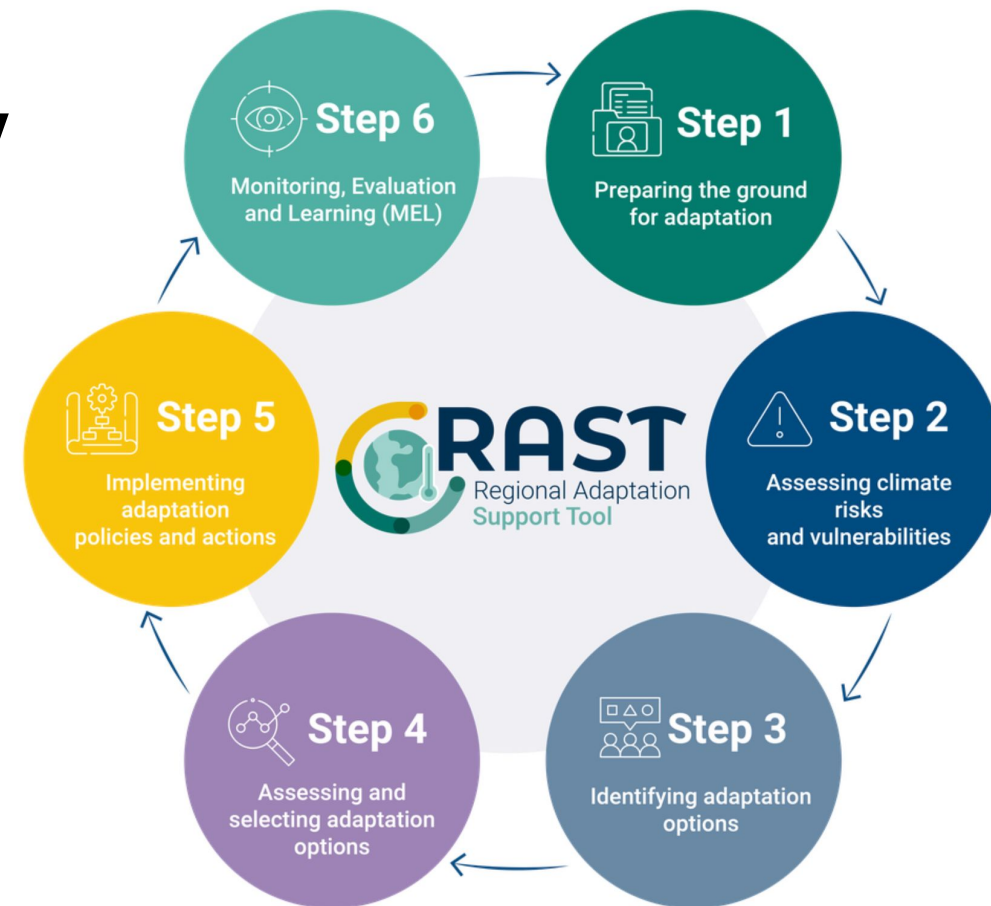 Step 1
Preparing the ground
for adaptation
Step 2
Assessing climate
risks
and vulnerabilities
Step 3
Identifying adaptation
options
Step 4
Assessing and
selecting adaptation
options
Step 5
Implementing
adaptation
policies and actions
Step 6
Monitoring, Evaluation
and Learning (MEL)
RAST
Regional Adaptation
Support Tool